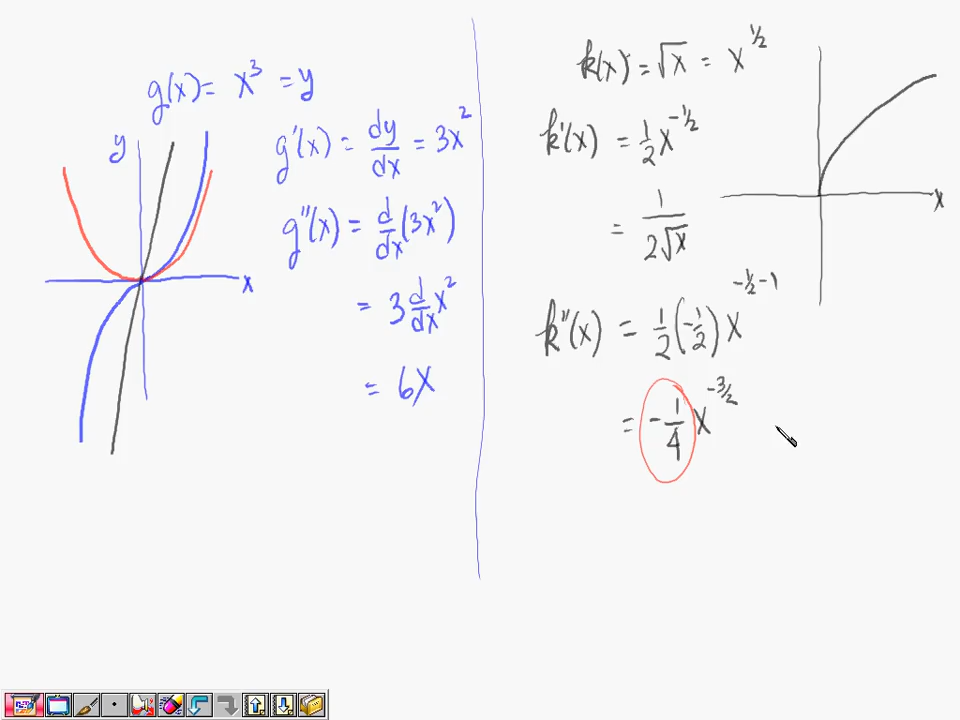 g(x) = x³ = y
y
g'(x) = dy/dx = 3x²
g''(x) = d/dx (3x²)
x
= 3 d/dx x²
= 6x
k(x) = √x = x^½
k'(x) = ½ x^-½
= 1/(2√x)
x
k''(x) = ½ (-½) x^-½-1
= -¼ x^-3/2